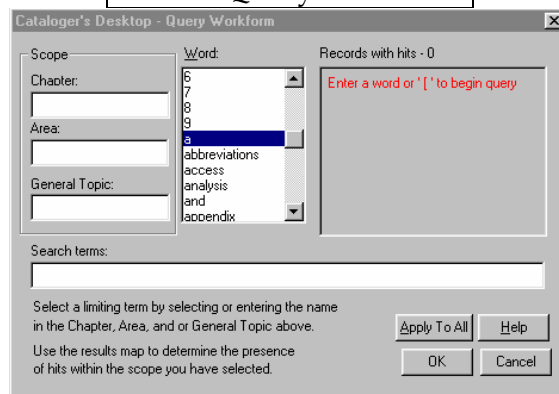 Cataloger's Desktop - Query Workform
Scope
Word:
Records with hits - 0
Chapter:
Area:
General Topic:
6
7
8
9
a
abbreviations
access
analysis
and
appendix
Enter a word or ' [ ' to begin query
Search terms:
Select a limiting term by selecting or entering the name
in the Chapter, Area, and or General Topic above.
Use the results map to determine the presence
of hits within the scope you have selected.
Apply To All
Help
OK
Cancel